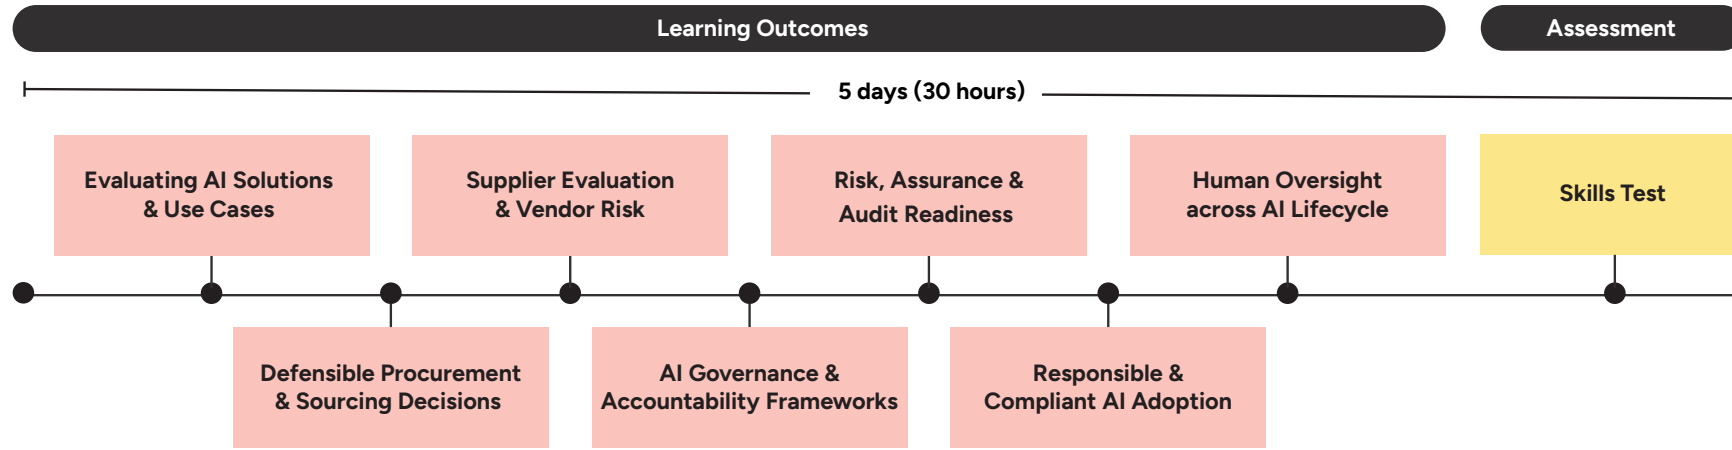 Learning Outcomes
Assessment
5 days (30 hours)
Evaluating AI Solutions
& Use Cases
Supplier Evaluation
& Vendor Risk
Risk, Assurance &
Audit Readiness
Human Oversight
across AI Lifecycle
Skills Test
Defensible Procurement
& Sourcing Decisions
AI Governance &
Accountability Frameworks
Responsible &
Compliant AI Adoption